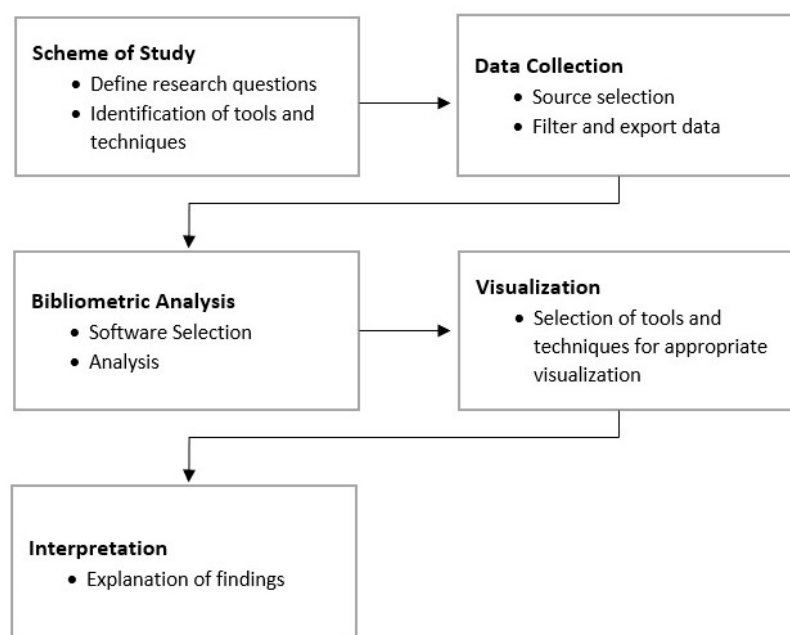 Scheme of Study
• Define research questions
• Identification of tools and
techniques
Data Collection
• Source selection
• Filter and export data
Bibliometric Analysis
• Software Selection
• Analysis
Visualization
• Selection of tools and
techniques for appropriate
visualization
Interpretation
• Explanation of findings